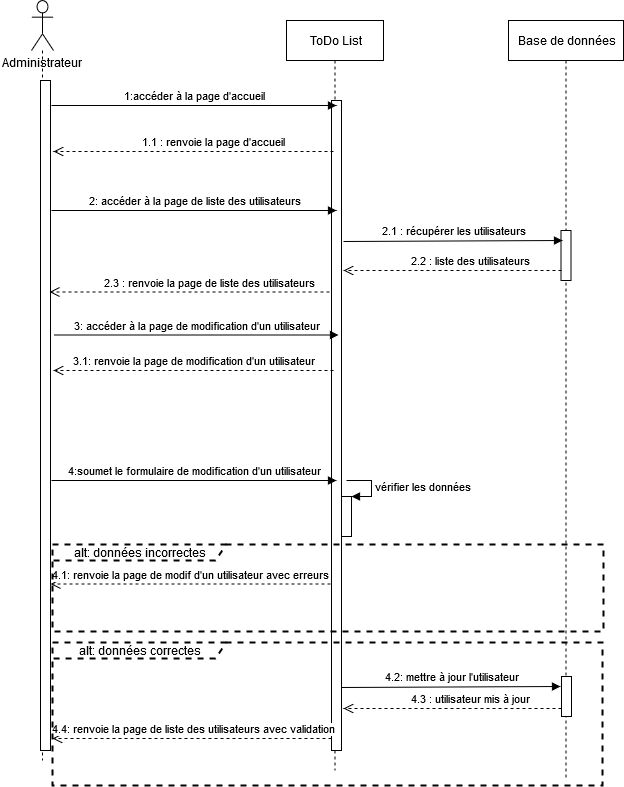 Administrateur
ToDo List
Base de données
1:accéder à la page d'accueil
1.1 : renvoie la page d'accueil
2: accéder à la page de liste des utilisateurs
2.1 : récupérer les utilisateurs
2.2 : liste des utilisateurs
2.3 : renvoie la page de liste des utilisateurs
3: accéder à la page de modification d'un utilisateur
3.1: renvoie la page de modification d'un utilisateur
4:soumet le formulaire de modification d'un utilisateur
vérifier les données
alt: données incorrectes
4.1: renvoie la page de modif d'un utilisateur avec erreurs
alt: données correctes
4.2: mettre à jour l'utilisateur
4.3 : utilisateur mis à jour
4.4: renvoie la page de liste des utilisateurs avec validation